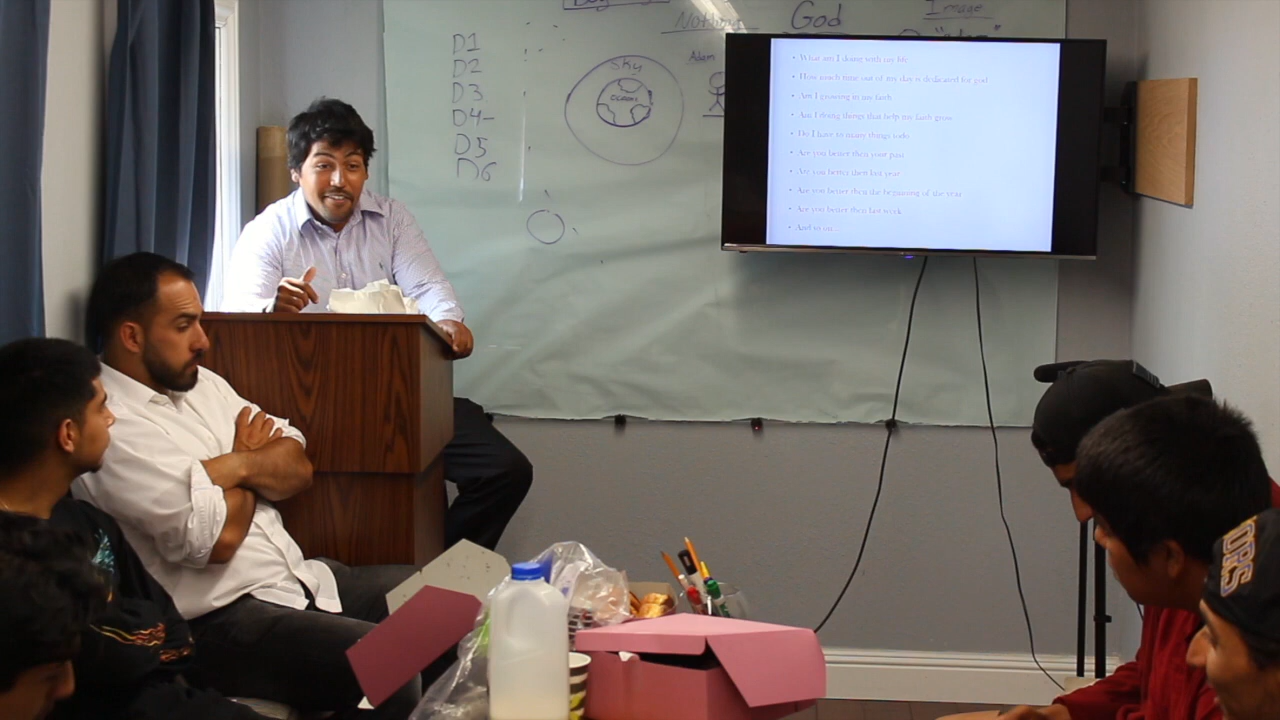 Nothing
God
Image
D1
D2
D3
D4-
D5
D6
Sky
OCEANS
Adam
• What am I doing with my life
• How much time out of my day is dedicated for god
• Am I growing in my faith
• Am I doing things that help my faith grow
• Do I have to many things todo
• Are you better then your past
• Are you better then last year
• Are you better then the beginning of the year
• Are you better then last week
• And so on...